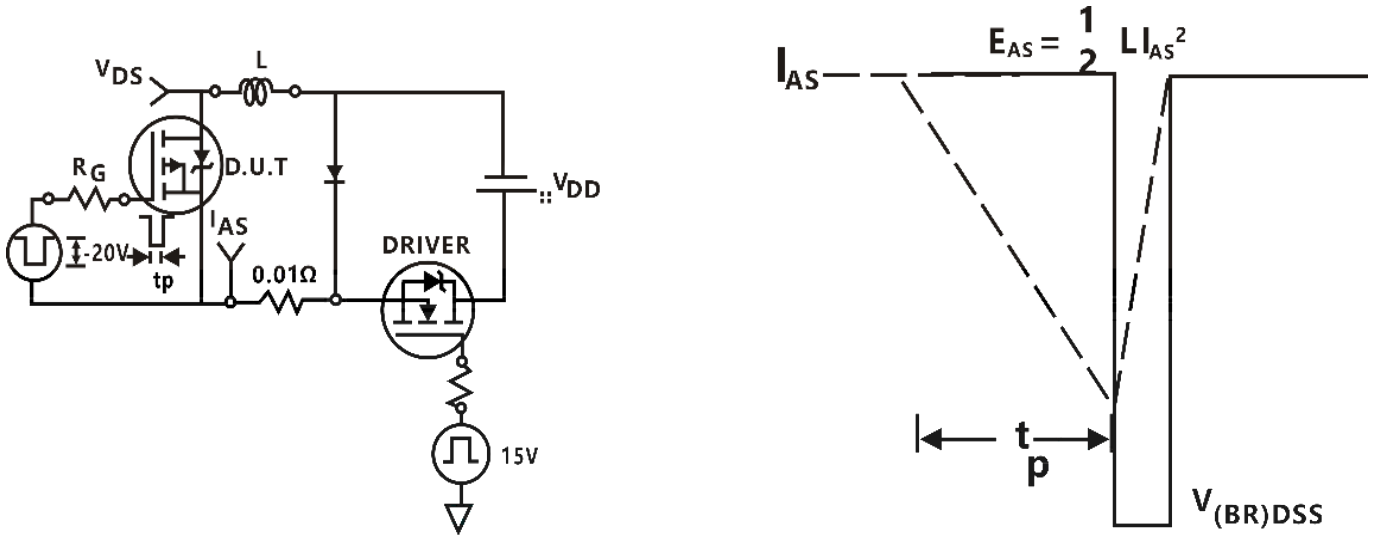 VDS
L
RG
D.U.T
IAS
-20V
tp
0.01Ω
DRIVER
VDD
15V
IAS
EAS = 1/2 LIAS²
tp
V(BR)DSS